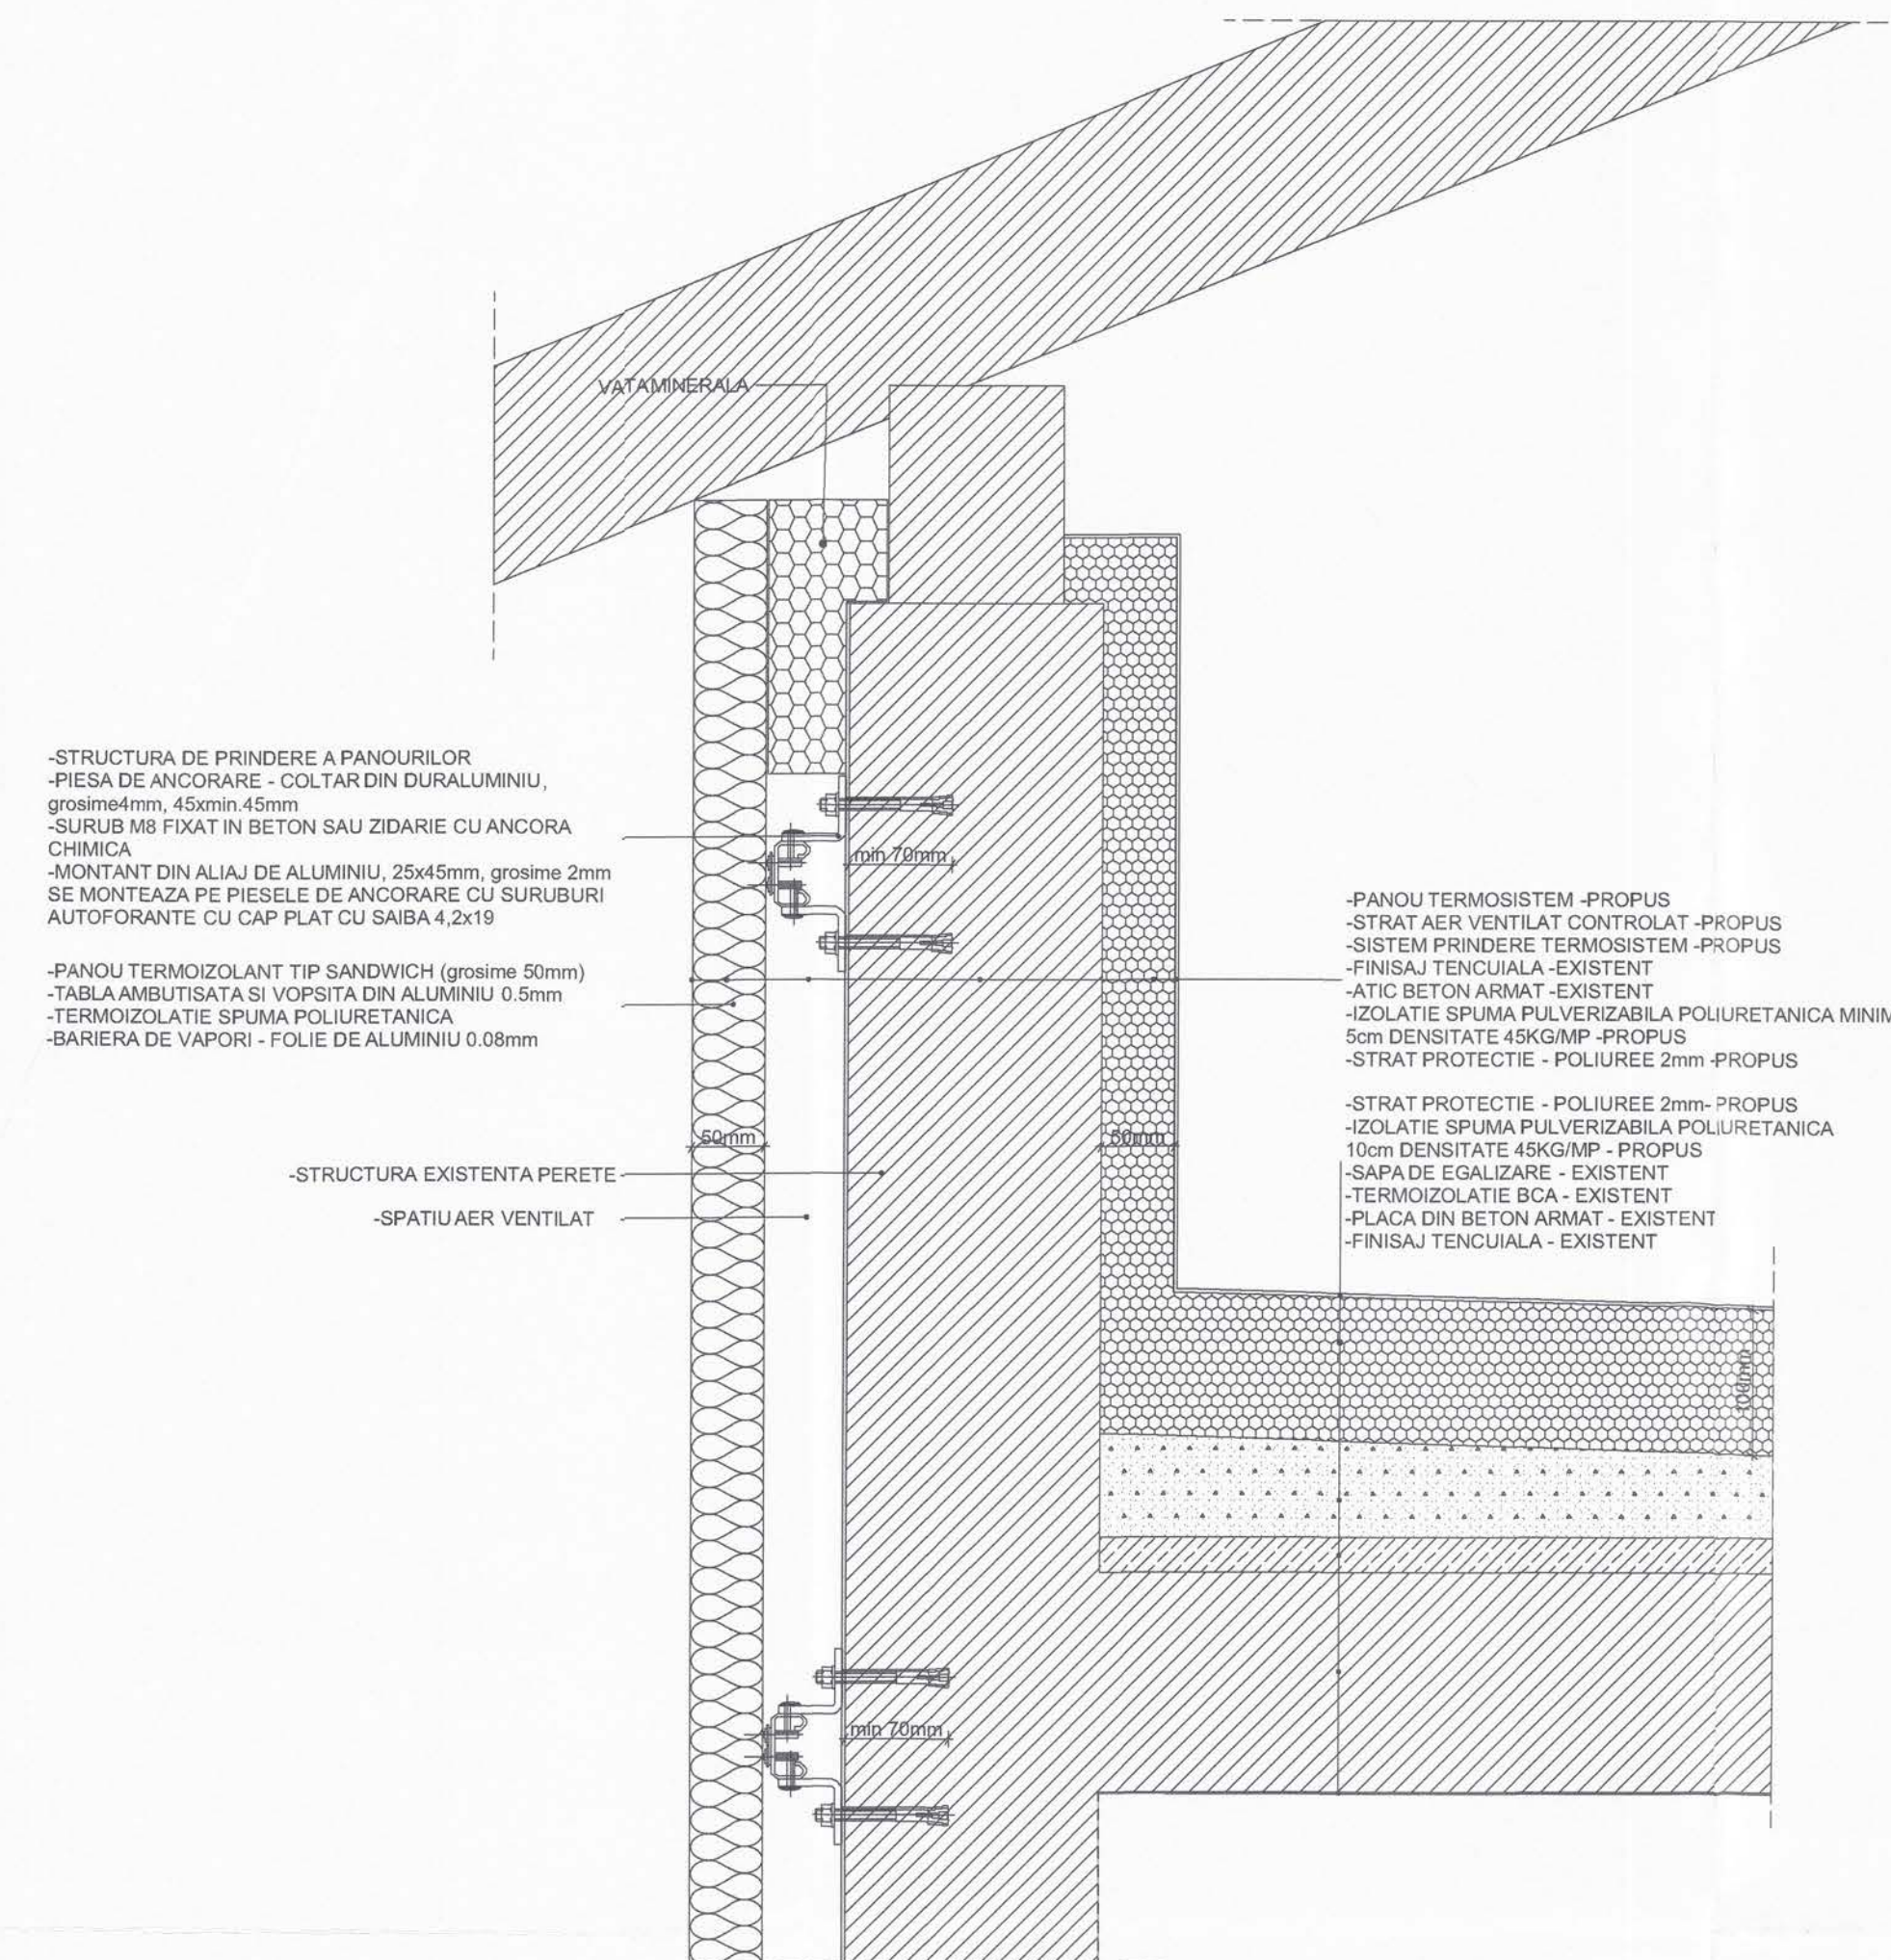 VATAMINERALA
-STRUCTURA DE PRINDERE A PANOURILOR
-PIESA DE ANCORARE - COLTAR DIN DURALUMINIU,
grosime4mm, 45xmin.45mm
-SURUB M8 FIXAT IN BETON SAU ZIDARIE CU ANCORA
CHIMICA
-MONTANT DIN ALIAJ DE ALUMINIU, 25x45mm, grosime 2mm
SE MONTEAZA PE PIESELE DE ANCORARE CU SURUBURI
AUTOFORANTE CU CAP PLAT CU SAIBA 4,2x19
-PANOU TERMOIZOLANT TIP SANDWICH (grosime 50mm)
-TABLA AMBUTISATA SI VOPSITA DIN ALUMINIU 0.5mm
-TERMOIZOLATIE SPUMA POLIURETANICA
-BARIERA DE VAPORI - FOLIE DE ALUMINIU 0.08mm
min 70mm
-PANOU TERMOSISTEM -PROPUS
-STRAT AER VENTILAT CONTROLAT -PROPUS
-SISTEM PRINDERE TERMOSISTEM -PROPUS
-FINISAJ TENCUIALA -EXISTENT
-ATIC BETON ARMAT -EXISTENT
-IZOLATIE SPUMA PULVERIZABILA POLIURETANICA MINIM
5cm DENSITATE 45KG/MP -PROPUS
-STRAT PROTECTIE - POLIUREE 2mm -PROPUS
-STRAT PROTECTIE - POLIUREE 2mm- PROPUS
-IZOLATIE SPUMA PULVERIZABILA POLIURETANICA
10cm DENSITATE 45KG/MP - PROPUS
-SAPA DE EGALIZARE - EXISTENT
-TERMOIZOLATIE BCA - EXISTENT
-PLACA DIN BETON ARMAT - EXISTENT
-FINISAJ TENCUIALA - EXISTENT
50mm
50mm
-STRUCTURA EXISTENTA PERETE
-SPATIU AER VENTILAT
100mm
min 70mm